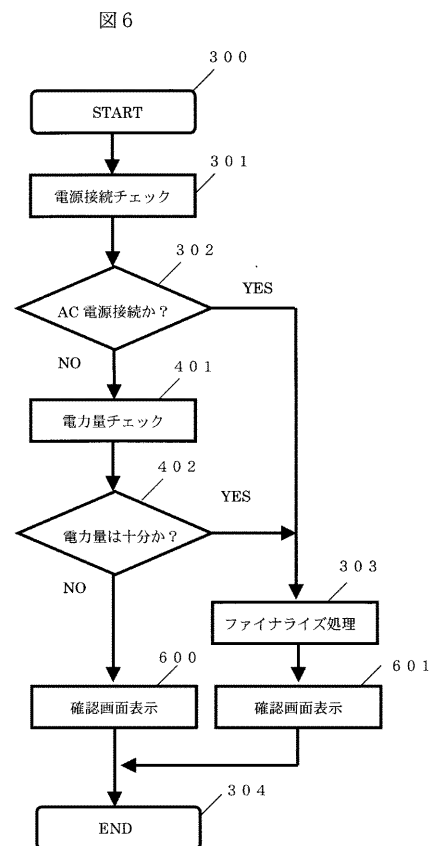 図6
300
START
301
電源接続チェック
302
AC 電源接続か？
YES
NO
401
電力量チェック
402
電力量は十分か？
YES
NO
303
ファイナライズ処理
600
確認画面表示
601
確認画面表示
304
END